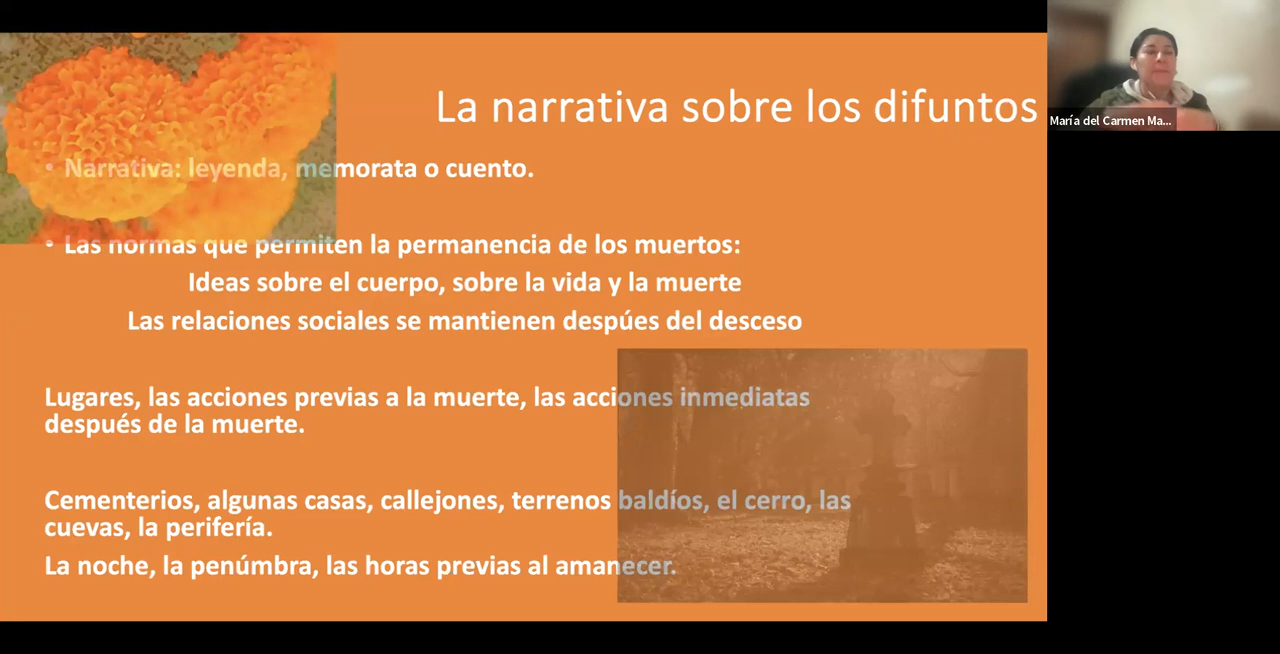 La narrativa sobre los difuntos
María del Carmen Ma...
• Narrativa: leyenda, memorata o cuento.
• Las normas que permiten la permanencia de los muertos:
Ideas sobre el cuerpo, sobre la vida y la muerte
Las relaciones sociales se mantienen despúes del desceso
Lugares, las acciones previas a la muerte, las acciones inmediatas
después de la muerte.
Cementerios, algunas casas, callejones, terrenos baldíos, el cerro, las
cuevas, la perifería.
La noche, la penúmbra, las horas previas al amanecer.